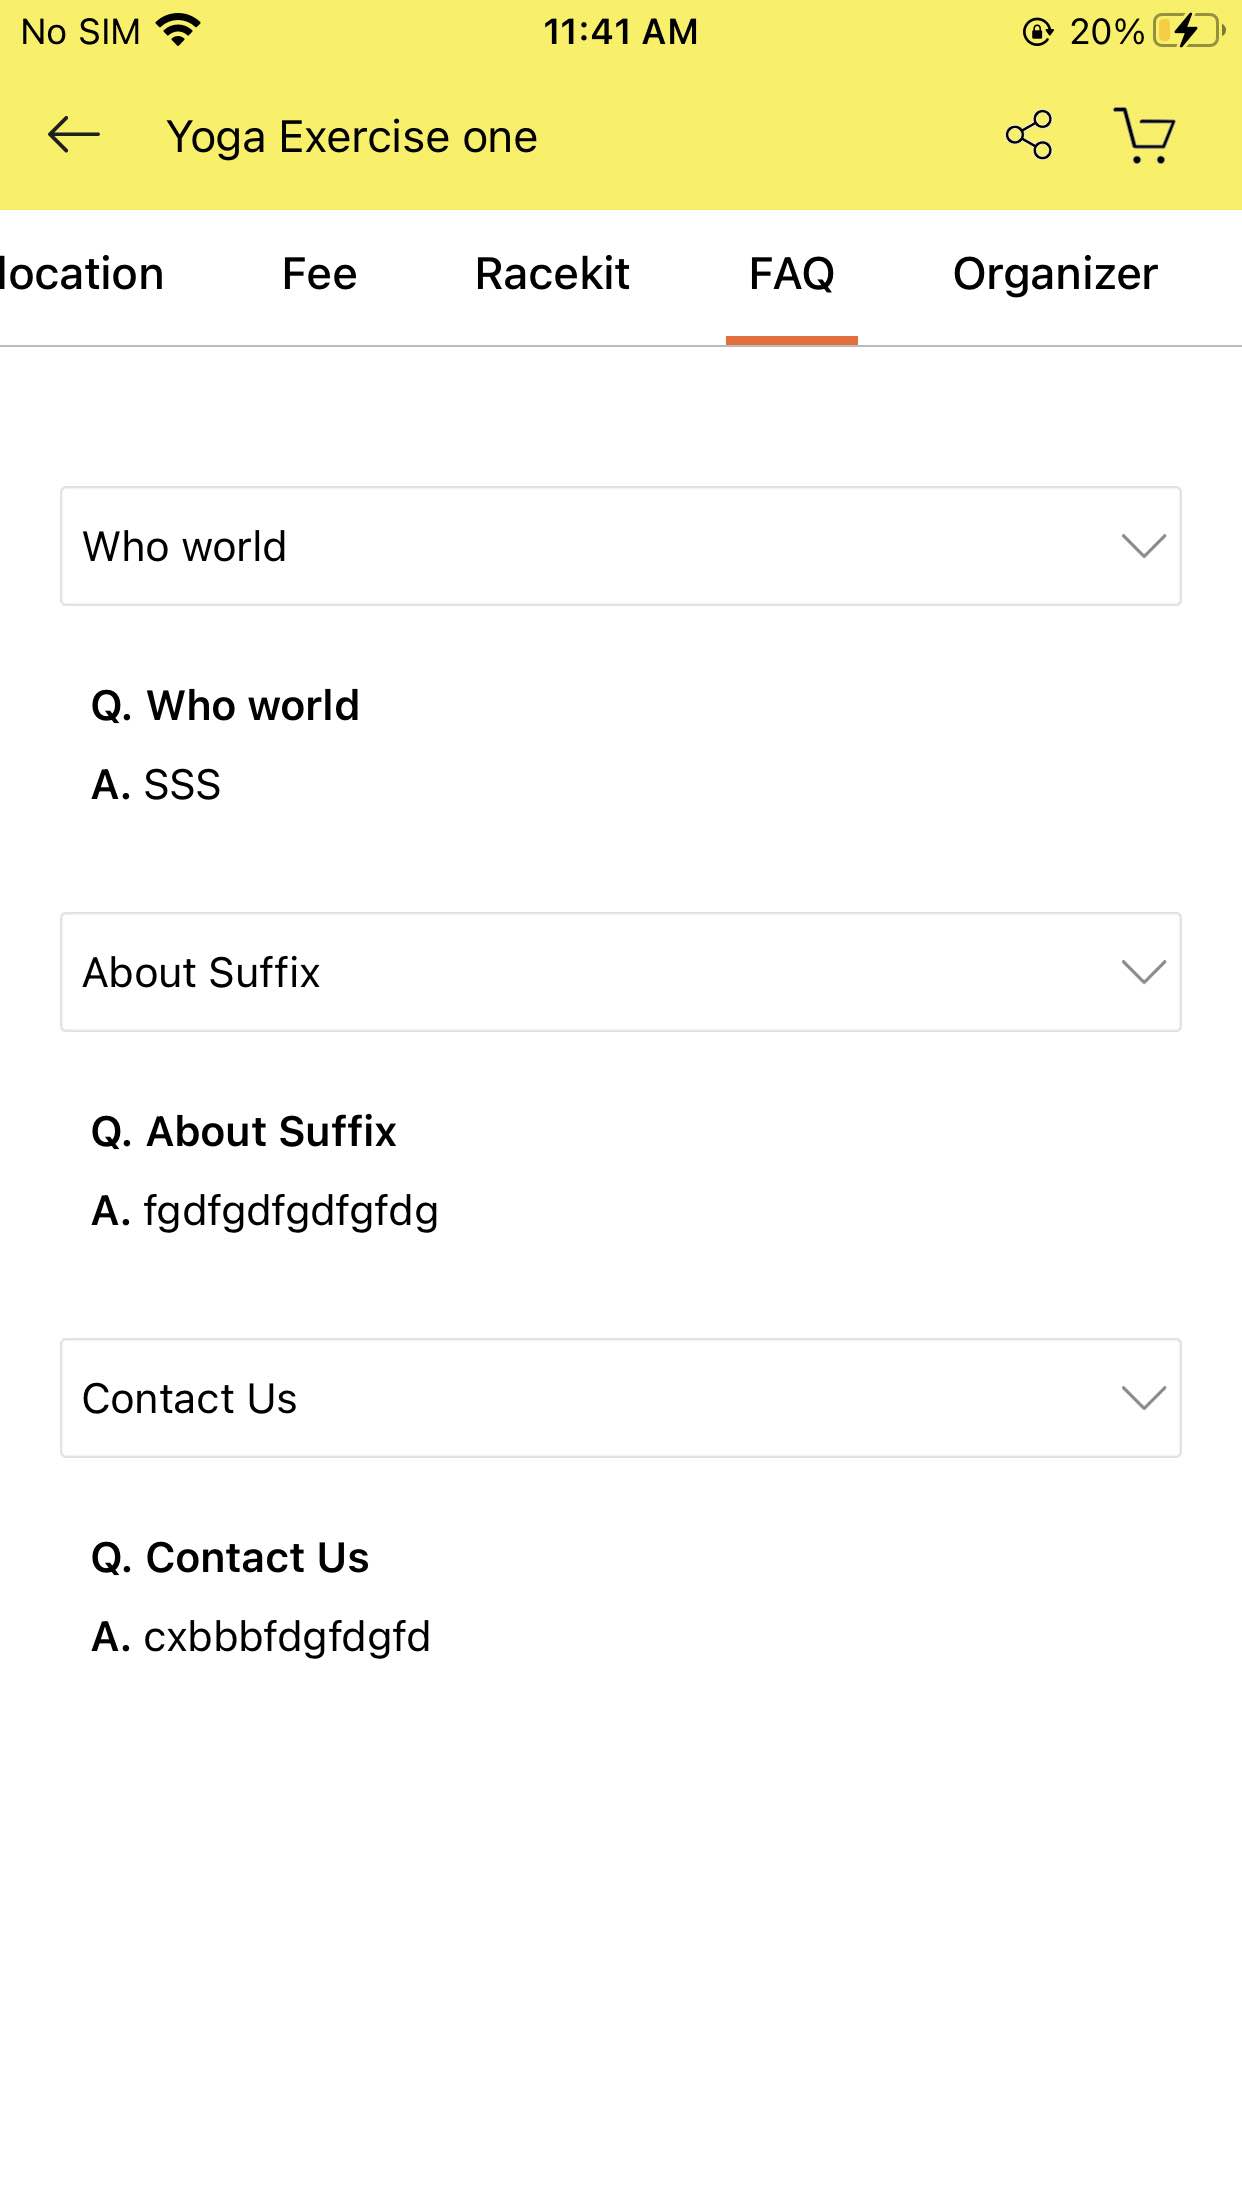 No SIM 11:41 AM 20%
Yoga Exercise one
location Fee Racekit FAQ Organizer
Who world
Q. Who world
A. SSS
About Suffix
Q. About Suffix
A. fgdfgdfgdfgfdg
Contact Us
Q. Contact Us
A. cxbbbfdgfdgfd